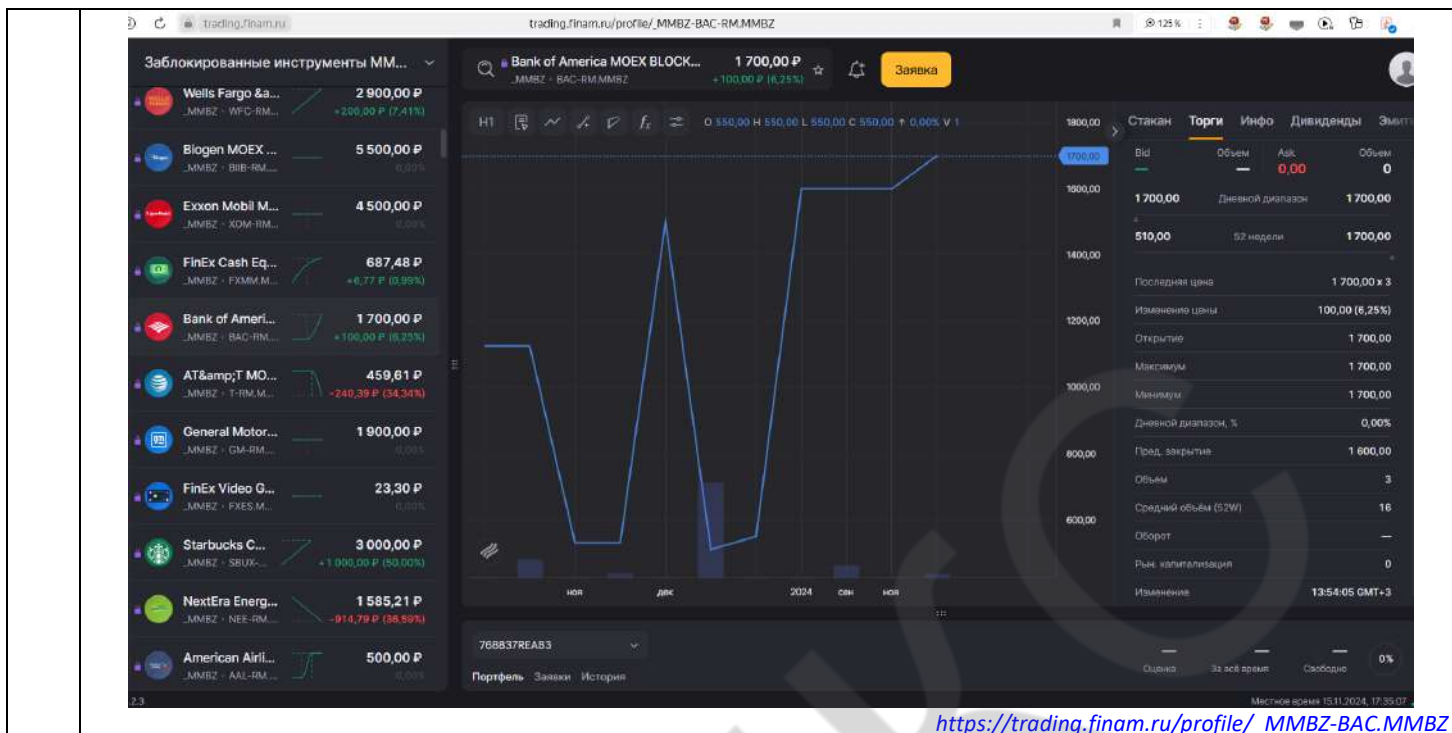 trading.finam.ru
trading.finam.ru/profile/_MMBZ-BAC-RM.MMBZ
125 %
Заблокированные инструменты MM...
Wells Fargo &a... 2 900,00 ₽
_MMBZ · WFC-RM... +200,00 ₽ (7,41%)
Biogen MOEX ... 5 500,00 ₽
_MMBZ · BIIB-RM... 0,00%
Exxon Mobil M... 4 500,00 ₽
_MMBZ · XOM-RM... 0,00%
FinEx Cash Eq... 687,48 ₽
_MMBZ · FXMM.M... +6,77 ₽ (0,99%)
Bank of Ameri... 1 700,00 ₽
_MMBZ · BAC-RM... +100,00 ₽ (6,25%)
AT&amp;T MO... 459,61 ₽
_MMBZ · T-RM.M... -240,39 ₽ (34,34%)
General Motor... 1 900,00 ₽
_MMBZ · GM-RM... 0,00%
FinEx Video G... 23,30 ₽
_MMBZ · FXES.M... 0,00%
Starbucks C... 3 000,00 ₽
_MMBZ · SBUX-... +1 000,00 ₽ (50,00%)
NextEra Energ... 1 585,21 ₽
_MMBZ · NEE-RM... -914,79 ₽ (36,59%)
American Airli... 500,00 ₽
_MMBZ · AAL-RM... 0,00%
.2.3
Bank of America MOEX BLOCK... 1 700,00 ₽
_MMBZ · BAC-RM.MMBZ +100,00 ₽ (6,25%)
Заявка
H1 O 550,00 H 550,00 L 550,00 C 550,00 0,00% V 1
1800,00
1700,00
1600,00
1400,00
1200,00
1000,00
800,00
600,00
ноя дек 2024 сен ноя
768837REAB3
Портфель Заявки История
Стакан Торги Инфо Дивиденды Эмит
Bid Объем Ask Объем
— — 0,00 0
1 700,00 Дневной диапазон 1 700,00
510,00 52 недели 1 700,00
Последняя цена 1 700,00 x 3
Изменение цены 100,00 (6,25%)
Открытие 1 700,00
Максимум 1 700,00
Минимум 1 700,00
Дневной диапазон, % 0,00%
Пред. закрытие 1 600,00
Объем 3
Средний объём (52W) 16
Оборот —
Рын. капитализация 0
Изменение 13:54:05 GMT+3
— — — 0%
Оценка За всё время Свободно
Местное время 15.11.2024, 17:35:07
https://trading.finam.ru/profile/_MMBZ-BAC.MMBZ